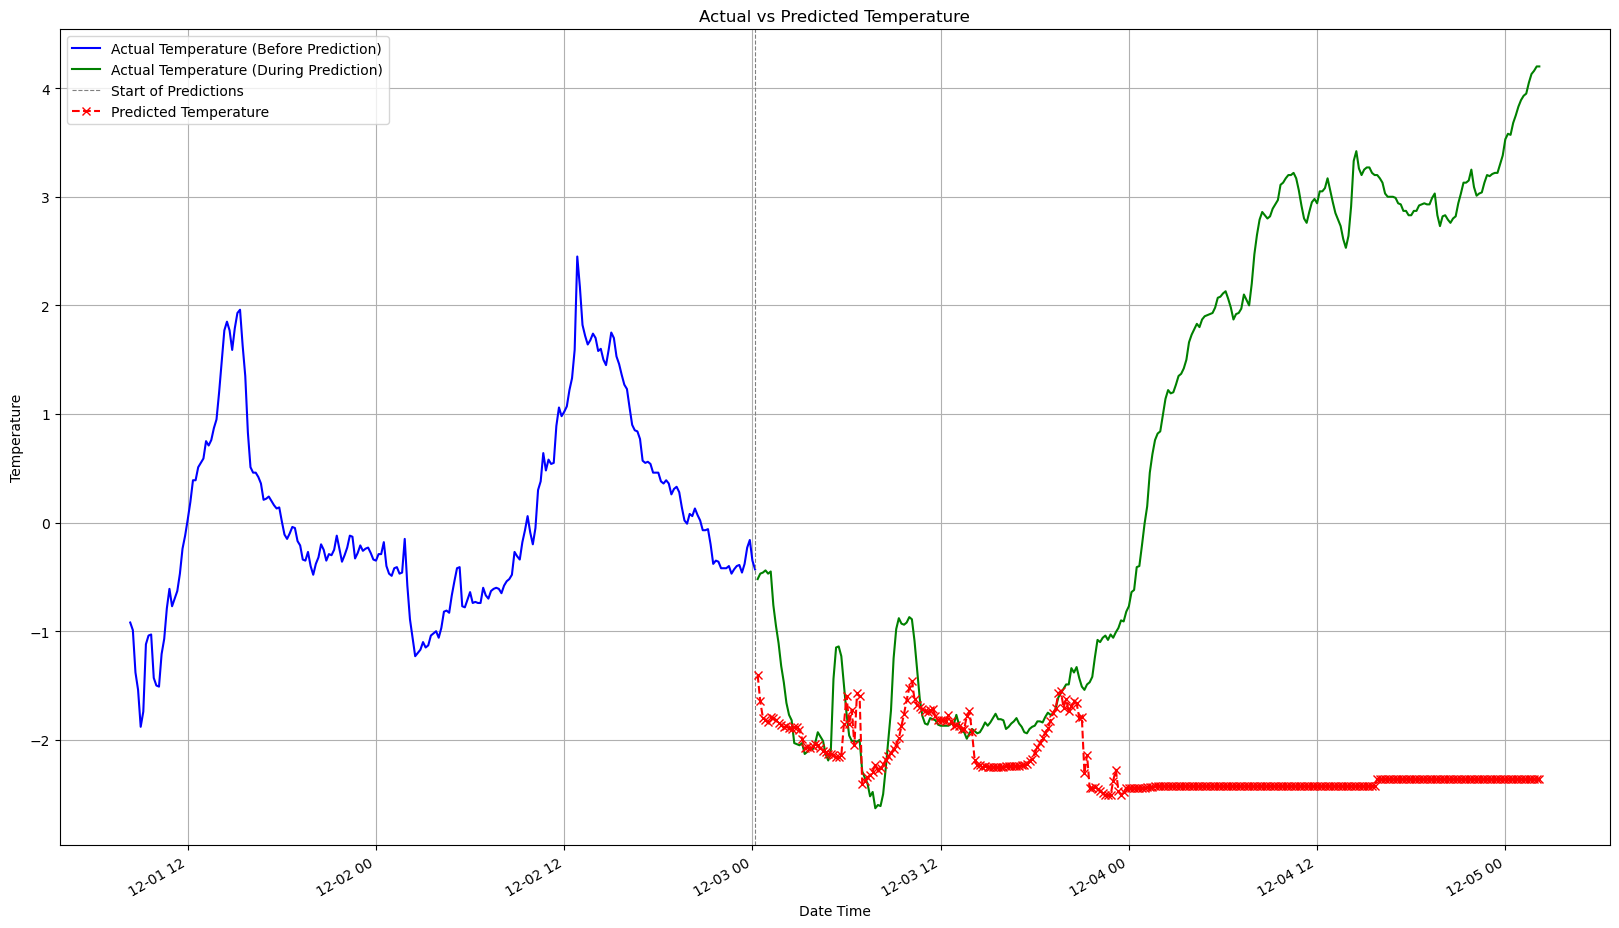 Actual vs Predicted Temperature
Actual Temperature (Before Prediction)
Actual Temperature (During Prediction)
Start of Predictions
Predicted Temperature
4
3
2
1
0
−1
−2
Temperature
12-01 12
12-02 00
12-02 12
12-03 00
12-03 12
12-04 00
12-04 12
12-05 00
Date Time